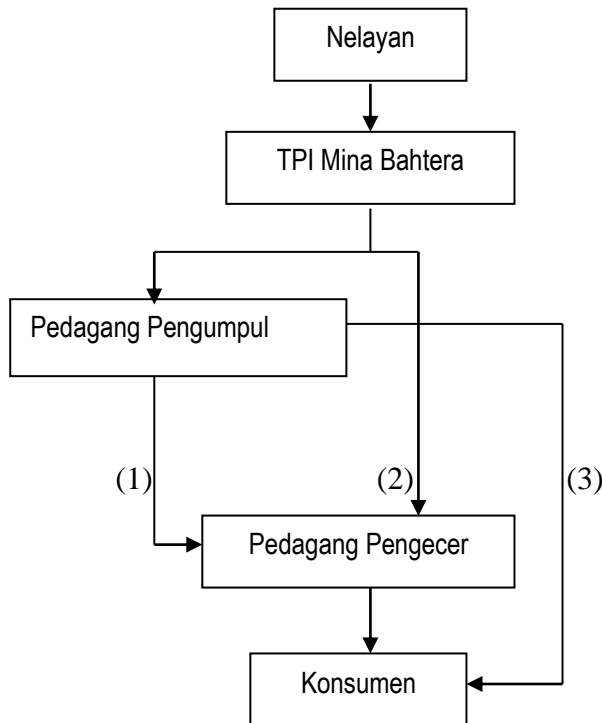 Nelayan
TPI Mina Bahtera
Pedagang Pengumpul
(1)
(2)
(3)
Pedagang Pengecer
Konsumen